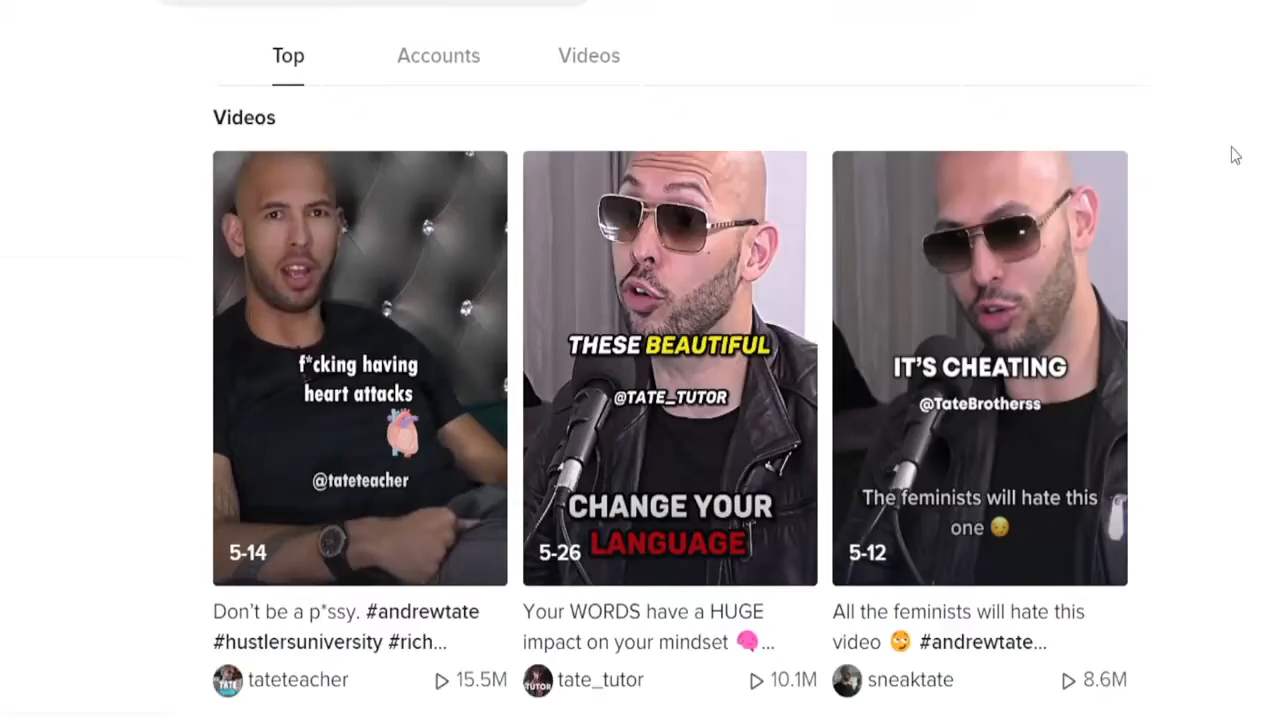 Top Accounts Videos
Videos
f*cking having
heart attacks
@tateteacher
5-14
THESE BEAUTIFUL
@TATE_TUTOR
CHANGE YOUR
LANGUAGE
5-26
IT'S CHEATING
@TateBrotherss
The feminists will hate this
one 😔
5-12
Don't be a p*ssy. #andrewtate
#hustlersuniversity #rich...
TATE tateteacher 15.5M
Your WORDS have a HUGE
impact on your mindset 🧠...
TUTOR tate_tutor 10.1M
All the feminists will hate this
video 🙄 #andrewtate...
sneaktate 8.6M